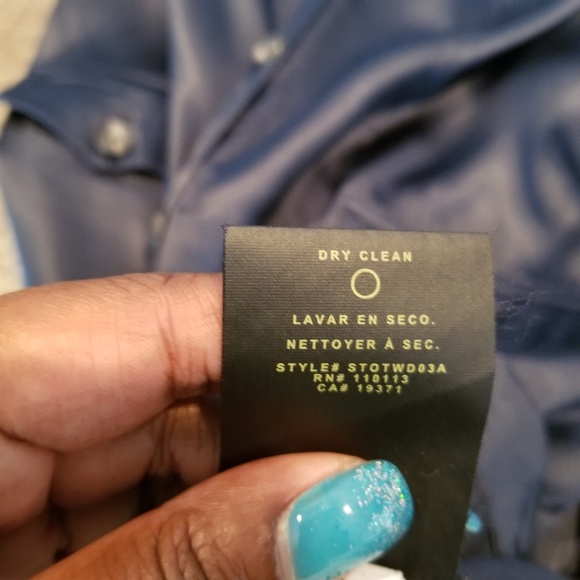 DRY CLEAN
LAVAR EN SECO.
NETTOYER À SEC.
STYLE# STOTWD03A
RN# 110113
CA# 19371